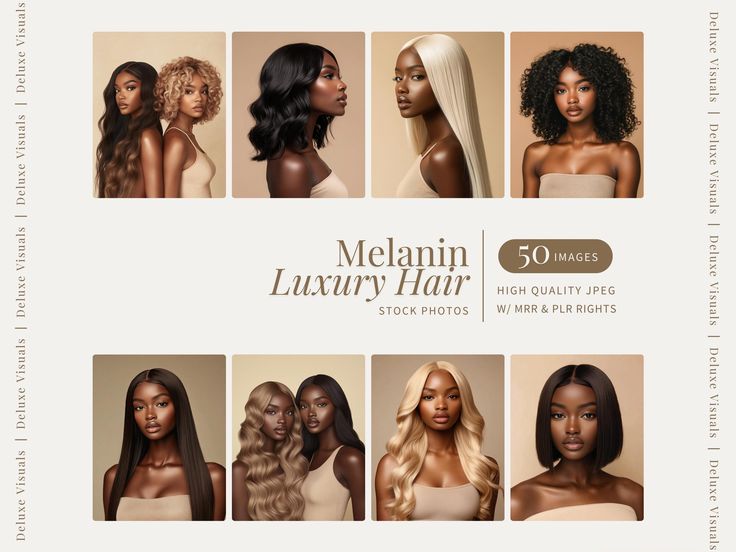 Deluxe Visuals | Deluxe Visuals | Deluxe Visuals | Deluxe Visuals | Deluxe Visuals
Melanin
Luxury Hair
STOCK PHOTOS
50 IMAGES
HIGH QUALITY JPEG
W/ MRR & PLR RIGHTS
Deluxe Visuals | Deluxe Visuals | Deluxe Visuals | Deluxe Visuals | Deluxe Visuals